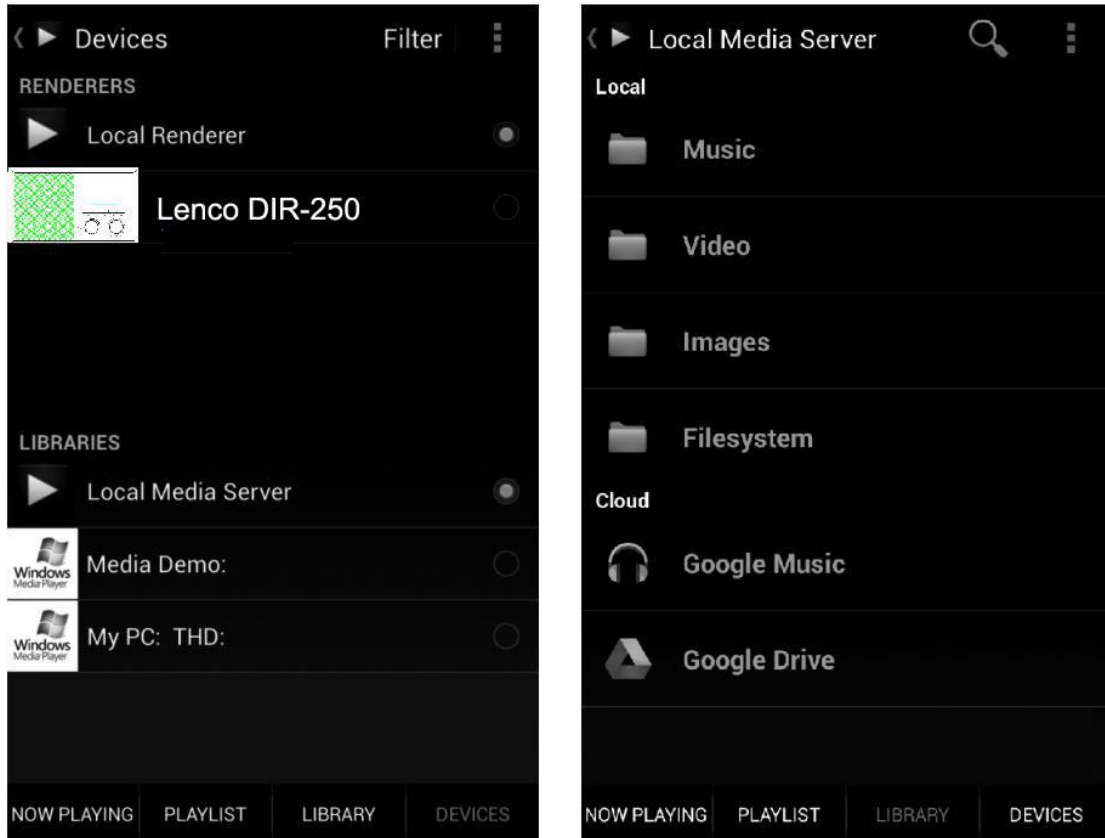 Devices Filter
RENDERERS
Local Renderer
Lenco DIR-250
LIBRARIES
Local Media Server
Windows
Media Player
Media Demo:
Windows
Media Player
My PC: THD:
NOW PLAYING PLAYLIST LIBRARY DEVICES
Local Media Server
Local
Music
Video
Images
Filesystem
Cloud
Google Music
Google Drive
NOW PLAYING PLAYLIST LIBRARY DEVICES